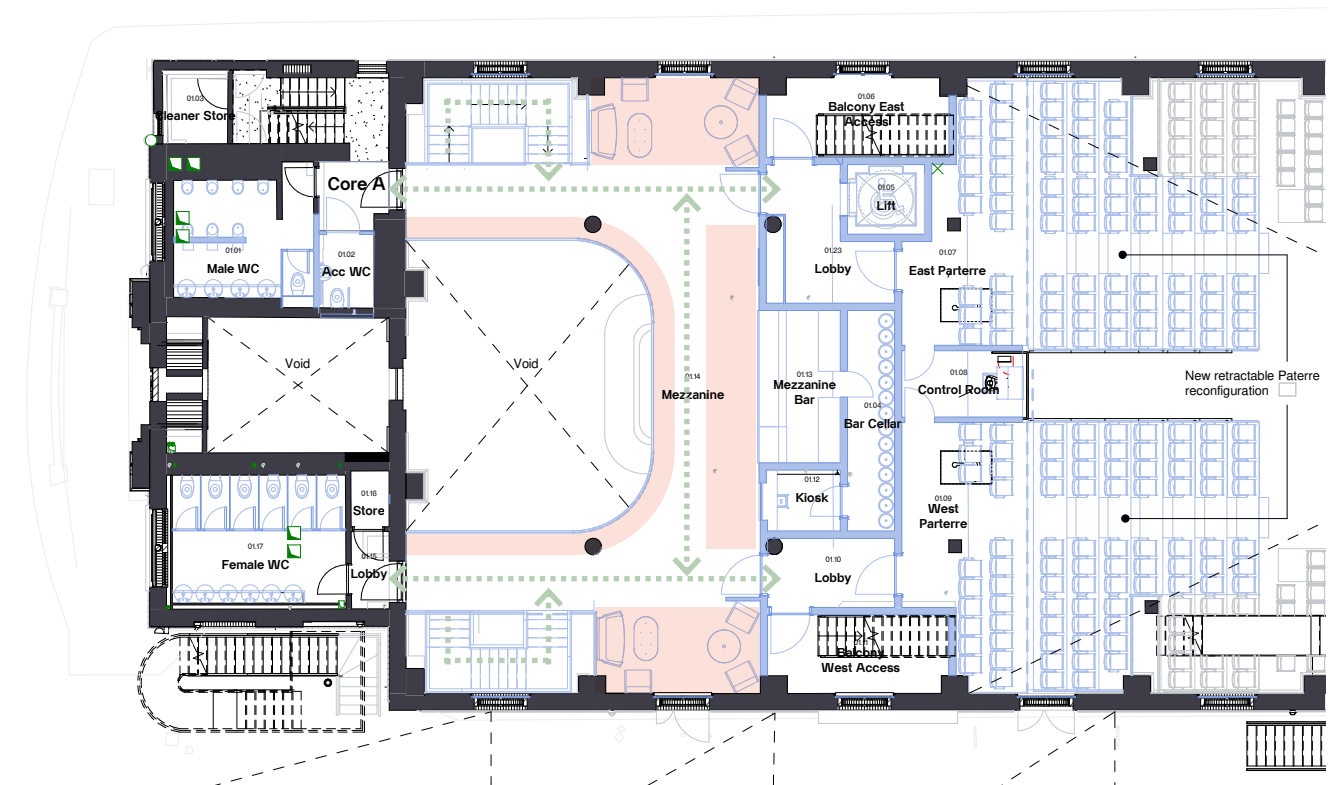 01.03
Cleaner Store
01.06
Balcony East
Access
Core A
01.05
Lift
01.01
Male WC
01.02
Acc WC
01.23
Lobby
01.07
East Parterre
Void
Void
01.14
Mezzanine
01.13
Mezzanine
Bar
01.04
Bar Cellar
01.08
Control Room
New retractable Paterre
reconfiguration
01.16
Store
01.12
Kiosk
01.09
West
Parterre
01.17
Female WC
01.15
Lobby
01.10
Lobby
Balcony
West Access